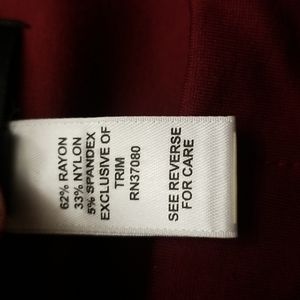 62% RAYON
33% NYLON
5% SPANDEX
EXCLUSIVE OF
TRIM
RN37080
SEE REVERSE
FOR CARE